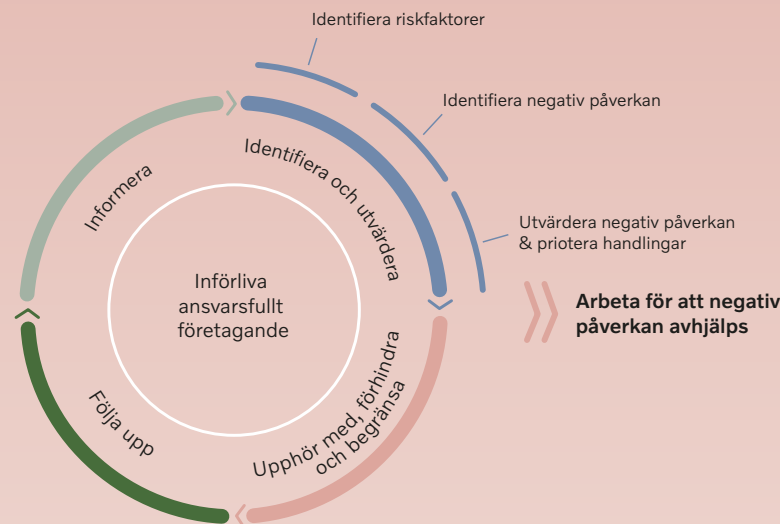 Identifiera riskfaktorer
Identifiera negativ påverkan
Utvärdera negativ påverkan
& priotera handlingar
Arbeta för att negativ
påverkan avhjälps
Identifiera och utvärdera
Upphör med, förhindra
och begränsa
Följa upp
Informera
Införliva
ansvarsfullt
företagande